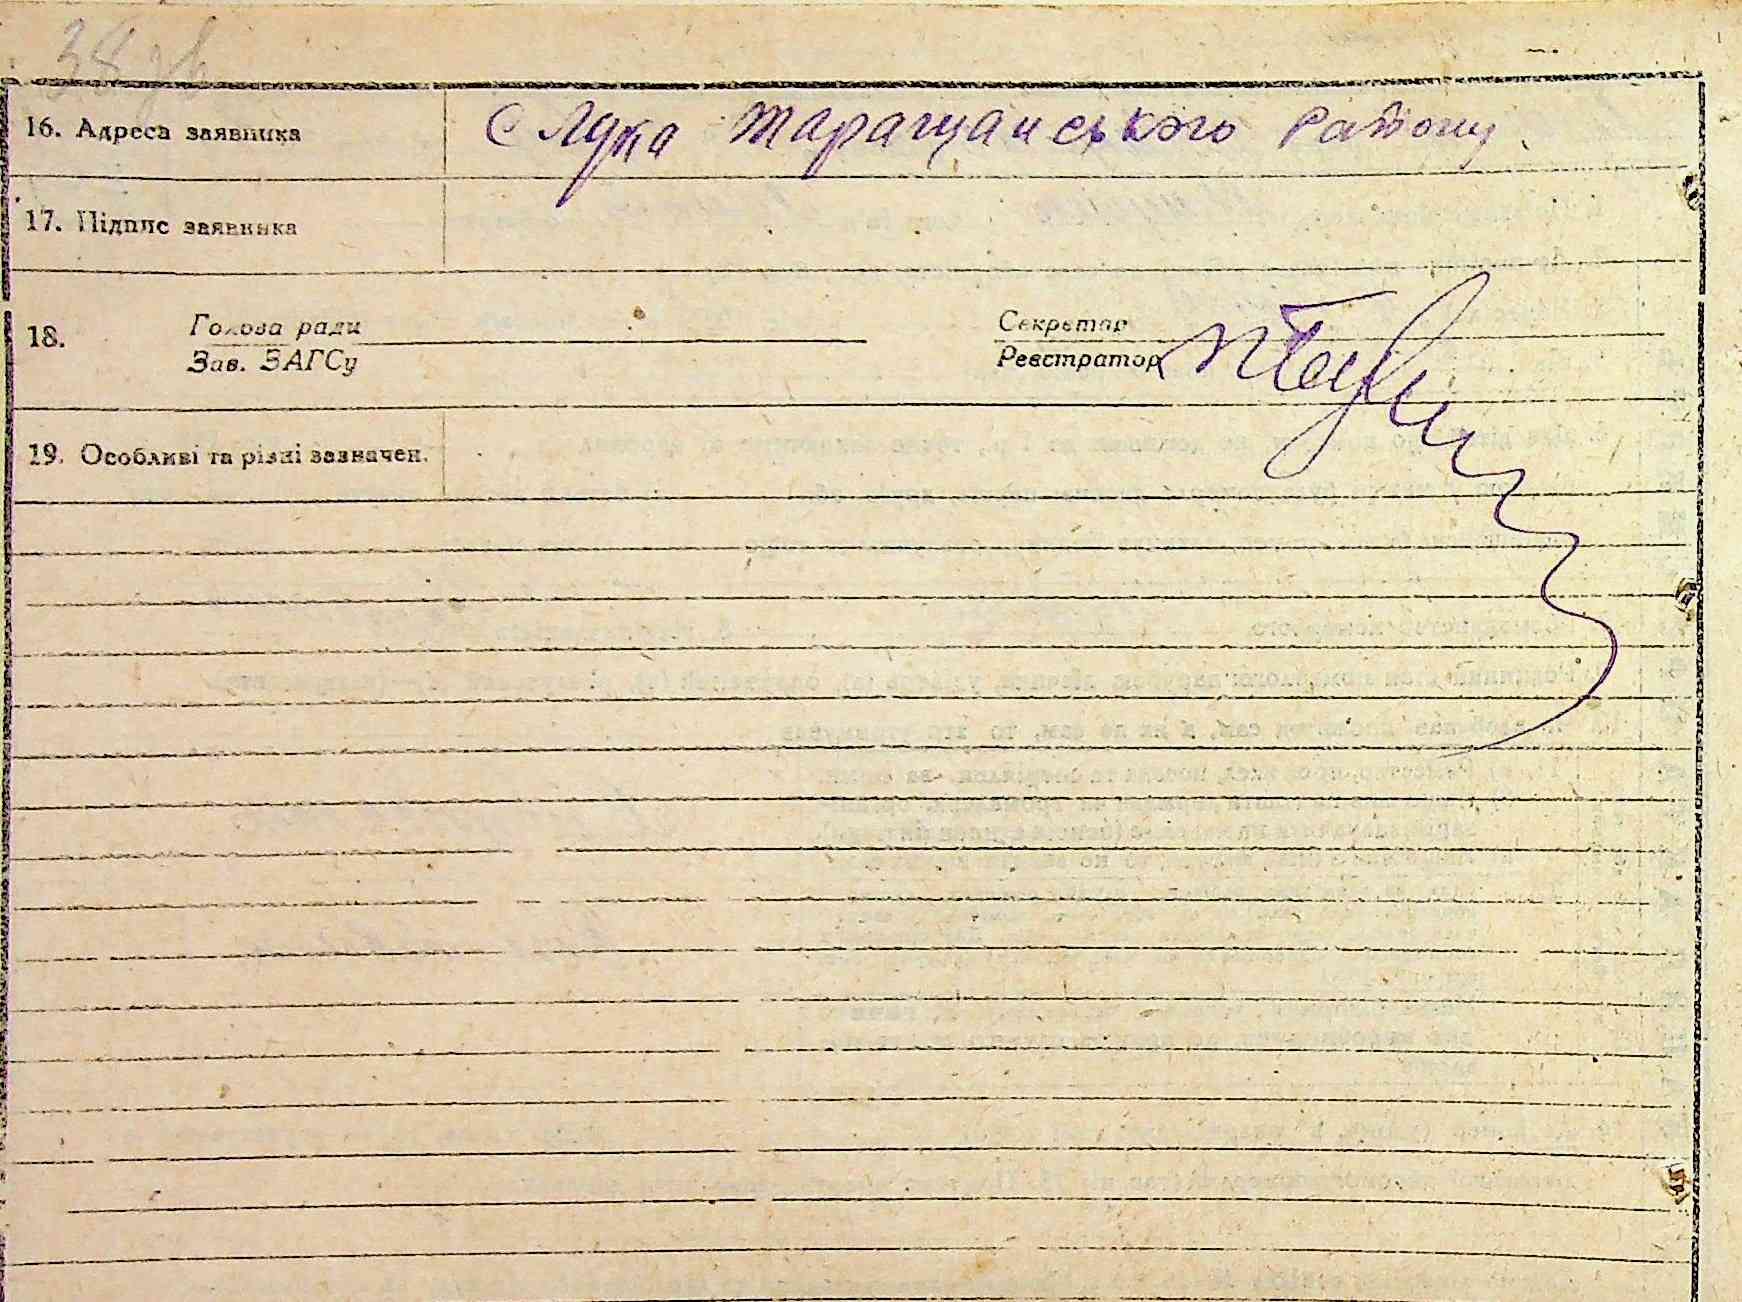 38 зв
16. Адреса заявника
с Лука Таращанського району.
17. Підпис заявника
18.
Голова ради
Зав. ЗАГСу
Секретар
Реєстратор
19. Особливі та різні зазначен.